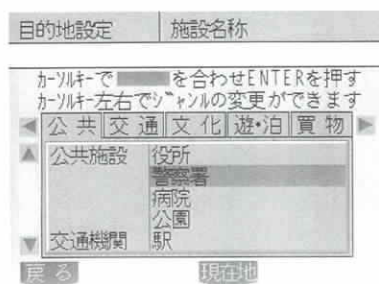 目的地設定 施設名称
カーソルキーで を合わせENTERを押す
カーソルキー左右でジャンルの変更ができます
公共 交通 文化 遊・泊 買物
公共施設 役所
警察署
病院
公園
交通機関 駅
戻る 現在地